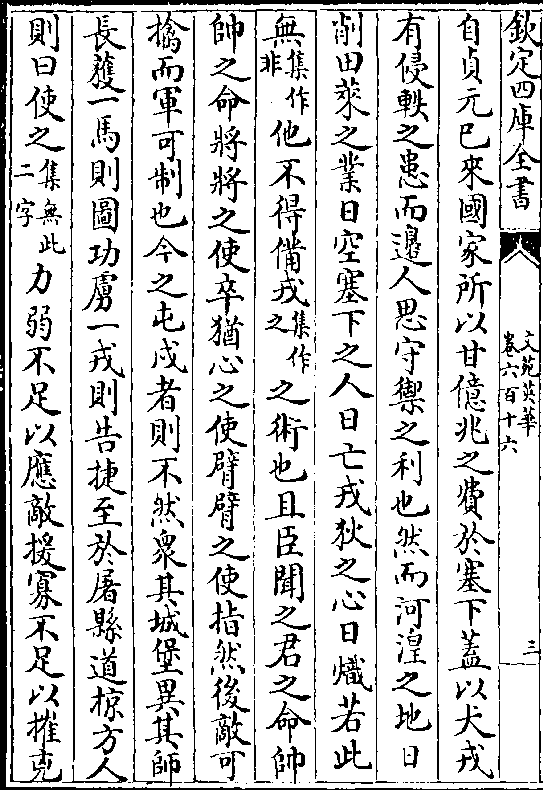 欽定四庫全書
文苑英華
卷六百十六
三
自貞元已來國家所以甘億兆之費於塞下蓋以犬戎
有侵軼之患而邊人思守禦之利也然而河湟之地日
削田萊之業日空塞下之人日亡戎狄之心日熾若此
無集作非他不得備戎集作之之術也且臣聞之君之命帥
帥之命將將之使卒猶心之使臂臂之使指然後敵可
擒而軍可制也今之屯戍者則不然衆其城堡異其師
長獲一馬則圖功虜一戎則告捷至於屠縣道掠方人
則曰使之集無此二字力弱不足以應敵援寡不足以摧克